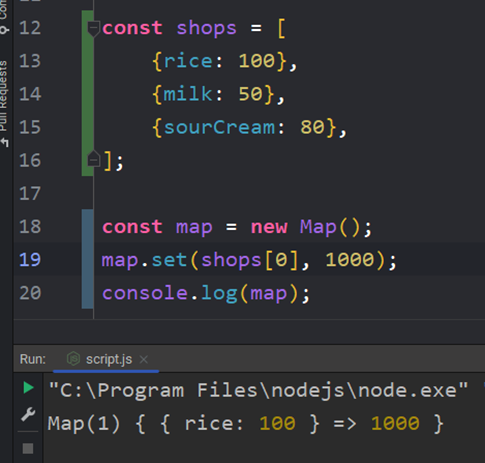 Pull Requests
12 const shops = [
13 {rice: 100},
14 {milk: 50},
15 {sourCream: 80},
16 ];
17
18 const map = new Map();
19 map.set(shops[0], 1000);
20 console.log(map);
Run: script.js ×
"C:\Program Files\nodejs\node.exe"
Map(1) { { rice: 100 } => 1000 }